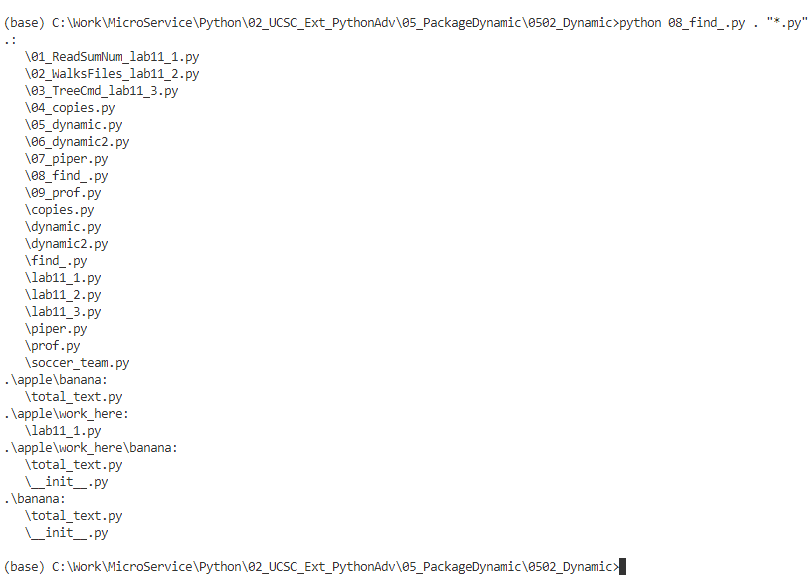 (base) C:\Work\MicroService\Python\02_UCSC_Ext_PythonAdv\05_PackageDynamic\0502_Dynamic>python 08_find_.py . "*.py"
.:
   \01_ReadSumNum_lab11_1.py
   \02_WalksFiles_lab11_2.py
   \03_TreeCmd_lab11_3.py
   \04_copies.py
   \05_dynamic.py
   \06_dynamic2.py
   \07_piper.py
   \08_find_.py
   \09_prof.py
   \copies.py
   \dynamic.py
   \dynamic2.py
   \find_.py
   \lab11_1.py
   \lab11_2.py
   \lab11_3.py
   \piper.py
   \prof.py
   \soccer_team.py
.\apple\banana:
   \total_text.py
.\apple\work_here:
   \lab11_1.py
.\apple\work_here\banana:
   \total_text.py
   \__init__.py
.\banana:
   \total_text.py
   \__init__.py
(base) C:\Work\MicroService\Python\02_UCSC_Ext_PythonAdv\05_PackageDynamic\0502_Dynamic>